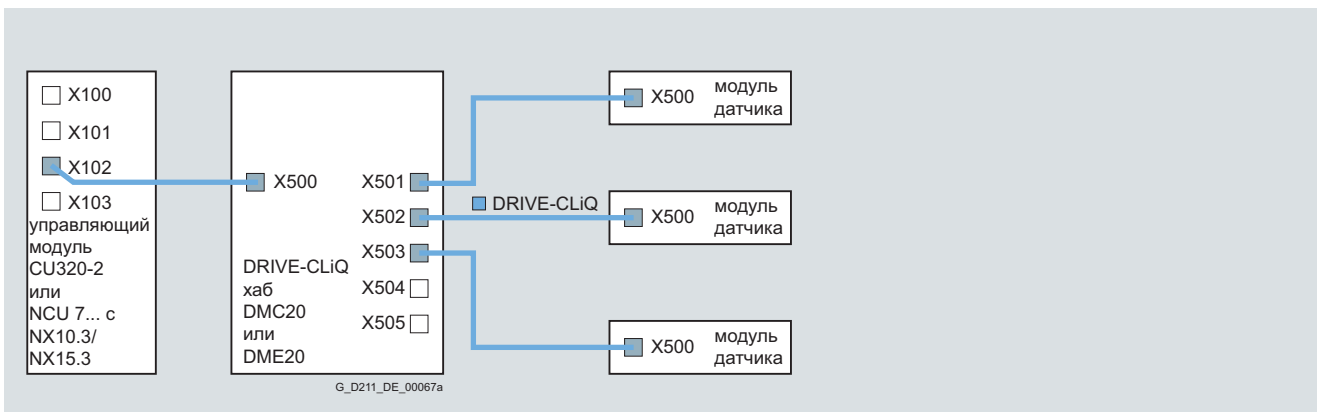 X100
X101
X102
X103
управляющий
модуль
CU320-2
или
NCU 7... с
NX10.3/
NX15.3
X500
X501
X502
X503
X504
X505
DRIVE-CLiQ
хаб
DMC20
или
DME20
DRIVE-CLiQ
X500
модуль
датчика
X500
модуль
датчика
X500
модуль
датчика
G_D211_DE_00067a